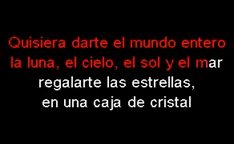 Quisiera darte el mundo entero
la luna, el cielo, el sol y el mar
regalarte las estrellas,
en una caja de cristal